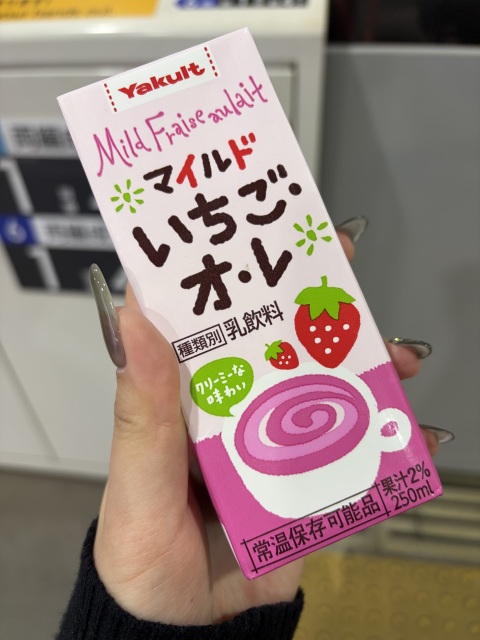 Yakult
Mild Fraise au lait
マイルド
いちご・
オ・レ
種類別 乳飲料
クリーミーな
味わい
果汁2%
250ml
常温保存可能品